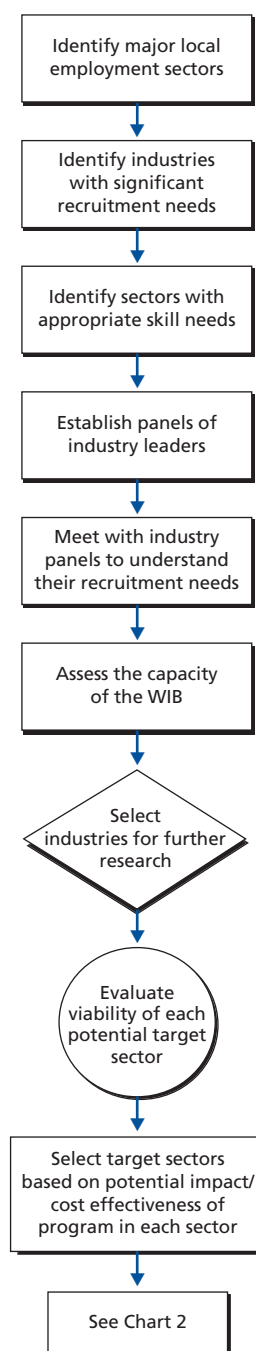 Identify major local
employment sectors
Identify industries
with significant
recruitment needs
Identify sectors with
appropriate skill needs
Establish panels of
industry leaders
Meet with industry
panels to understand
their recruitment needs
Assess the capacity
of the WIB
Select
industries for further
research
Evaluate
viability of each
potential target
sector
Select target sectors
based on potential impact/
cost effectiveness of
program in each sector
See Chart 2